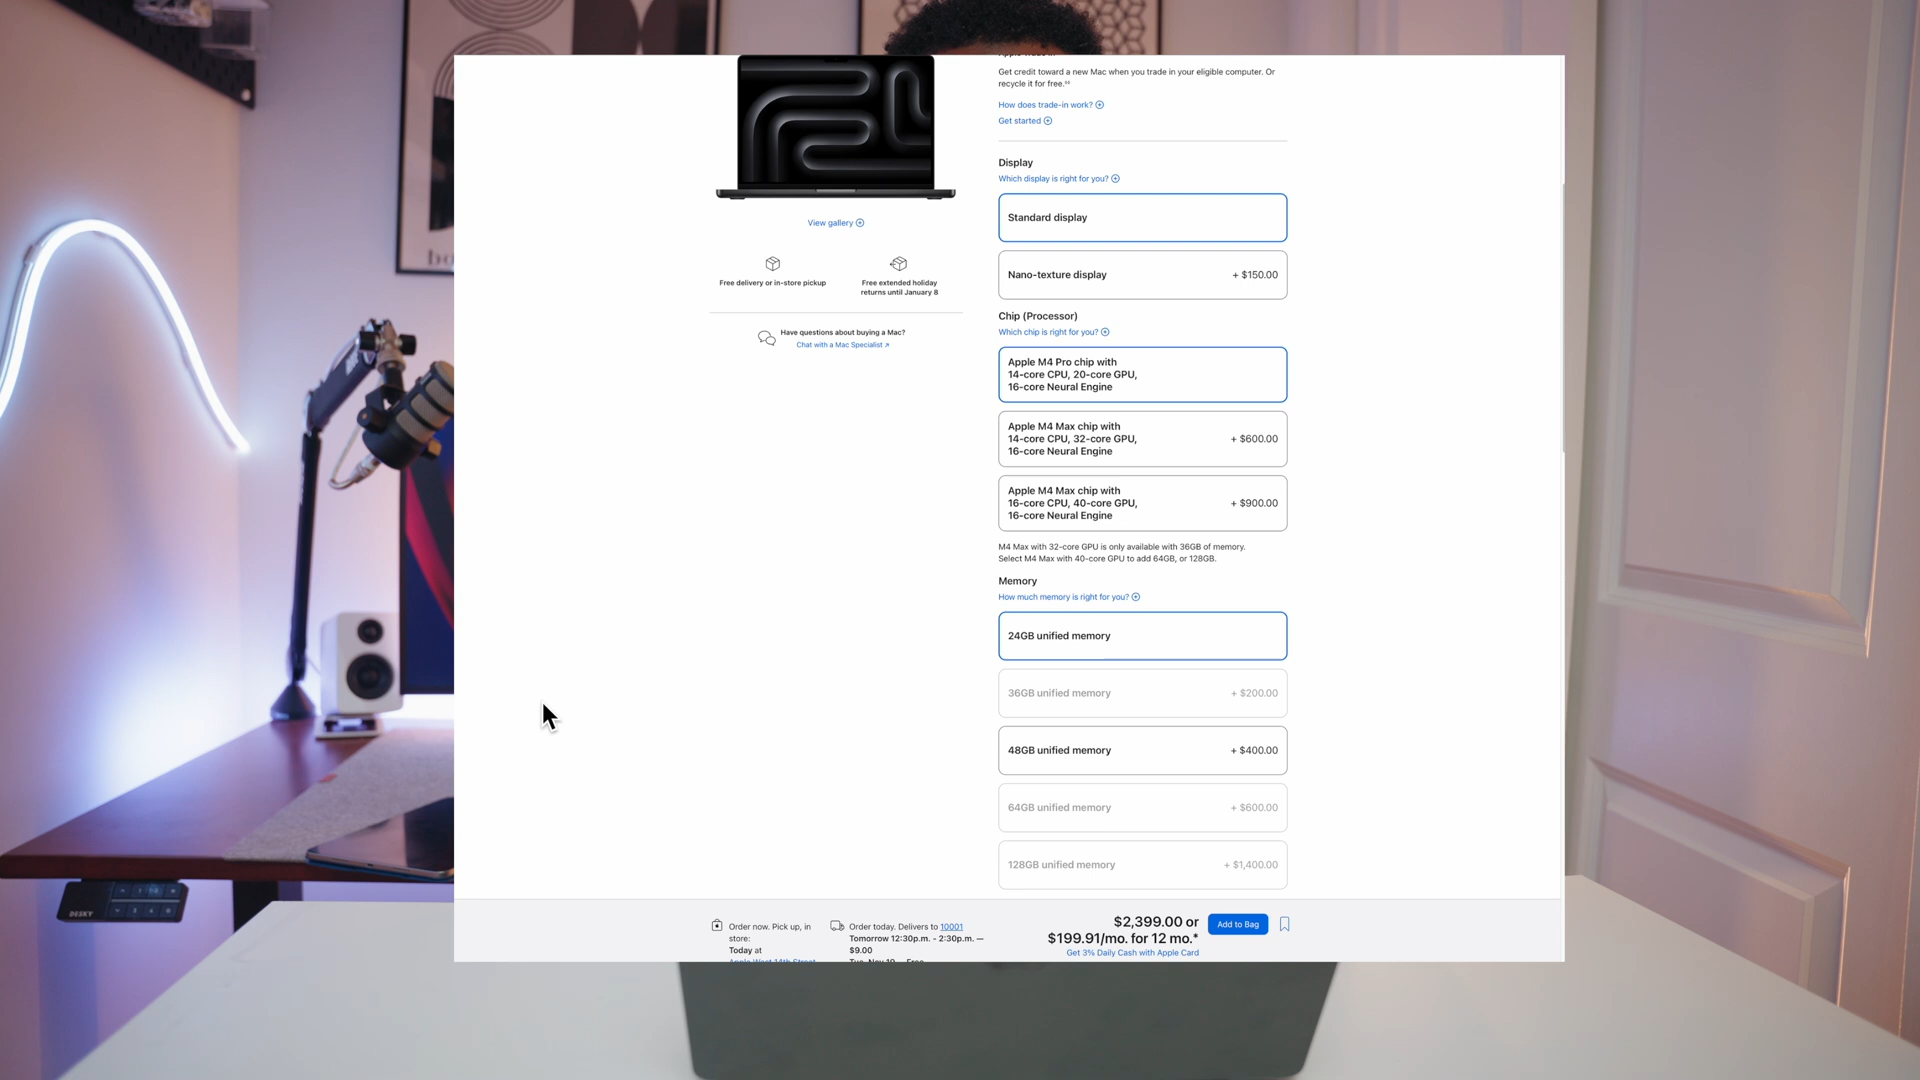 Get credit toward a new Mac when you trade in your eligible computer. Or
recycle it for free.
How does trade-in work?
Get started
Display
Which display is right for you?
Standard display
Nano-texture display + $150.00
Chip (Processor)
Which chip is right for you?
Apple M4 Pro chip with
14-core CPU, 20-core GPU,
16-core Neural Engine
Apple M4 Max chip with
14-core CPU, 32-core GPU,
16-core Neural Engine
+ $600.00
Apple M4 Max chip with
16-core CPU, 40-core GPU,
16-core Neural Engine
+ $900.00
M4 Max with 32-core GPU is only available with 36GB of memory.
Select M4 Max with 40-core GPU to add 64GB, or 128GB.
Memory
How much memory is right for you?
24GB unified memory
36GB unified memory + $200.00
48GB unified memory + $400.00
64GB unified memory + $600.00
128GB unified memory + $1,400.00
View gallery
Free delivery or in-store pickup
Free extended holiday
returns until January 8
Have questions about buying a Mac?
Chat with a Mac Specialist ↗
Order now. Pick up, in
store:
Today at
Apple West 14th Street
Order today. Delivers to 10001
Tomorrow 12:30p.m. - 2:30p.m. —
$9.00
Tue, Nov 19 — Free
$2,399.00 or
$199.91/mo. for 12 mo.*
Get 3% Daily Cash with Apple Card
Add to Bag
DESKY